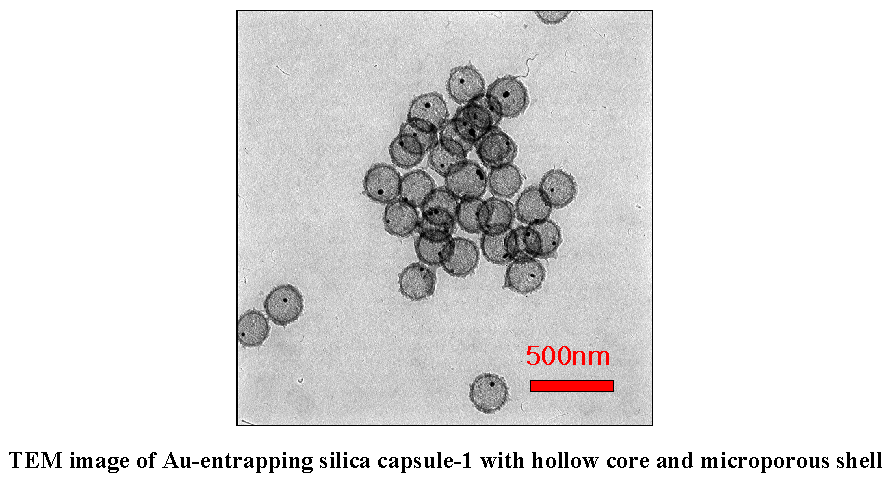 500nm
TEM image of Au-entrapping silica capsule-1 with hollow core and microporous shell